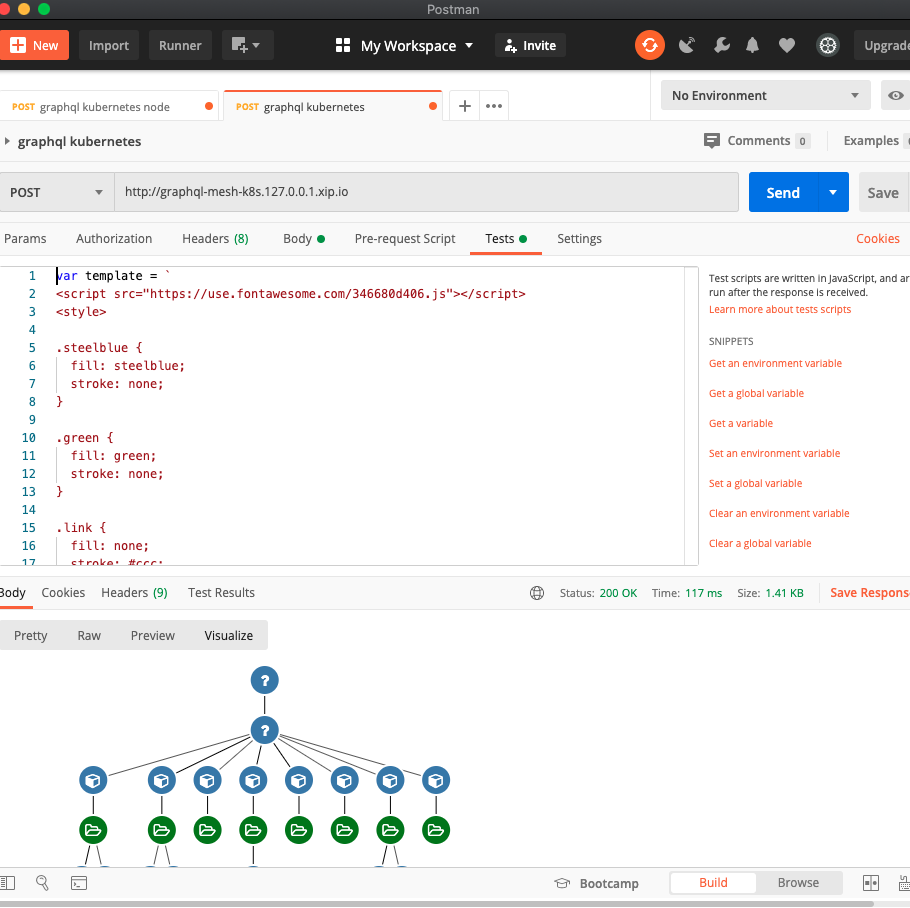 Postman
New
Import
Runner
My Workspace
Invite
Upgrade
POST graphql kubernetes node
POST graphql kubernetes
No Environment
graphql kubernetes
Comments 0
Examples
POST
http://graphql-mesh-k8s.127.0.0.1.xip.io
Send
Save
Params
Authorization
Headers (8)
Body
Pre-request Script
Tests
Settings
Cookies
1 var template = `
2 <script src="https://use.fontawesome.com/346680d406.js"></script>
3 <style>
4
5 .steelblue {
6 fill: steelblue;
7 stroke: none;
8 }
9
10 .green {
11 fill: green;
12 stroke: none;
13 }
14
15 .link {
16 fill: none;
17 stroke: #ccc;
Test scripts are written in JavaScript, and ar
run after the response is received.
Learn more about tests scripts
SNIPPETS
Get an environment variable
Get a global variable
Get a variable
Set an environment variable
Set a global variable
Clear an environment variable
Clear a global variable
Body
Cookies
Headers (9)
Test Results
Status: 200 OK
Time: 117 ms
Size: 1.41 KB
Save Respons
Pretty
Raw
Preview
Visualize
?
?
Bootcamp
Build
Browse